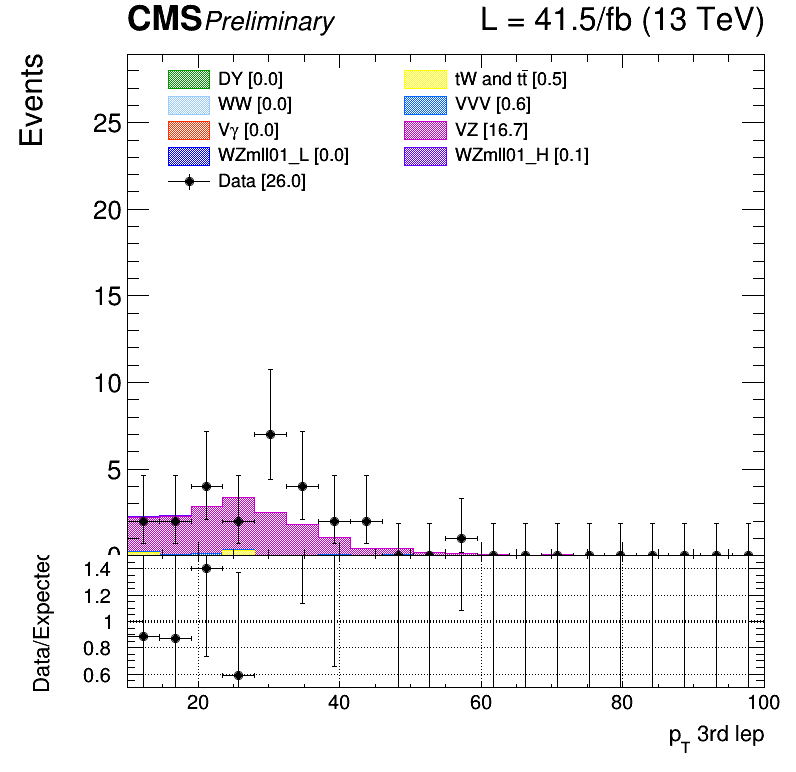 CMS Preliminary L = 41.5/fb (13 TeV)
Events
DY [0.0] tW and tt̄ [0.5]
WW [0.0] VVV [0.6]
Vγ [0.0] VZ [16.7]
WZmll01_L [0.0] WZmll01_H [0.1]
Data [26.0]
25
20
15
10
5
0
Data/Expected
1.4
1.2
1
0.8
0.6
20 40 60 80 100
p_T 3rd lep